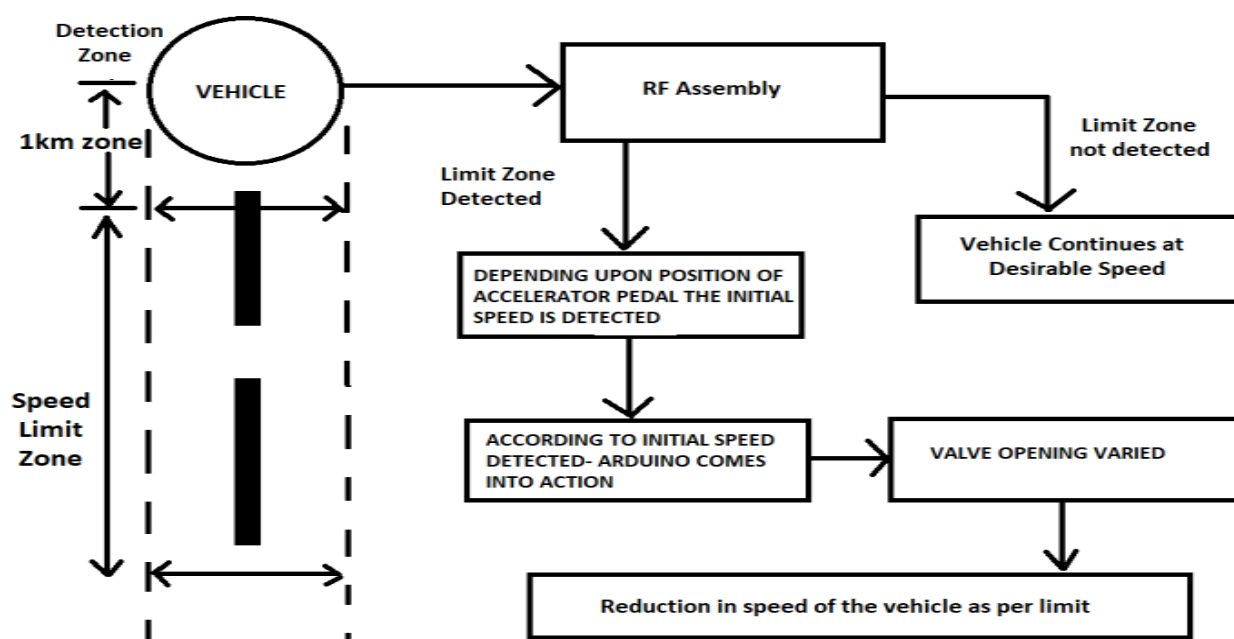 Detection
Zone
VEHICLE
1km zone
Speed
Limit
Zone
RF Assembly
Limit Zone
Detected
Limit Zone
not detected
Vehicle Continues at
Desirable Speed
DEPENDING UPON POSITION OF
ACCELERATOR PEDAL THE INITIAL
SPEED IS DETECTED
ACCORDING TO INITIAL SPEED
DETECTED- ARDUINO COMES
INTO ACTION
VALVE OPENING VARIED
Reduction in speed of the vehicle as per limit